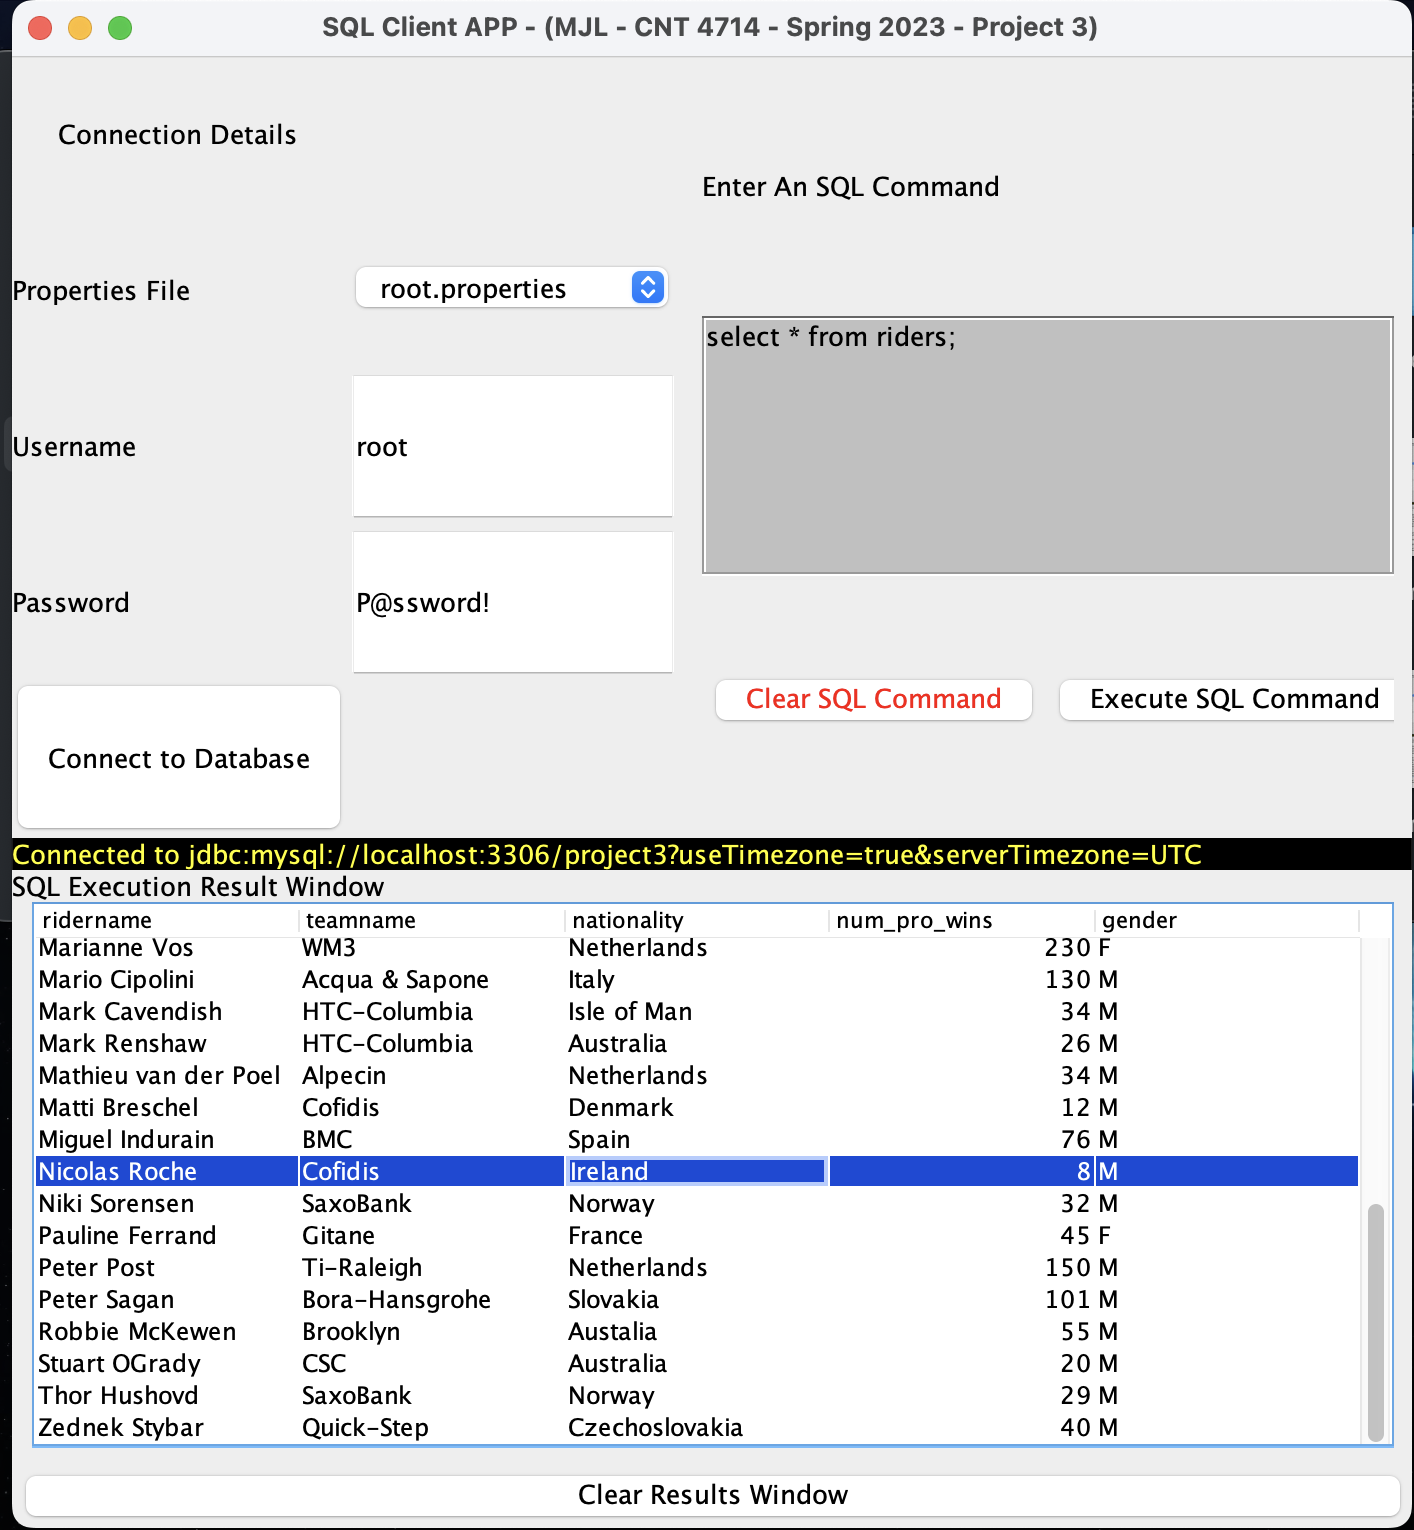 SQL Client APP - (MJL - CNT 4714 - Spring 2023 - Project 3)
Connection Details
Enter An SQL Command
Properties File root.properties
select * from riders;
Username root
Password P@ssword!
Clear SQL Command Execute SQL Command
Connect to Database
Connected to jdbc:mysql://localhost:3306/project3?useTimezone=true&serverTimezone=UTC
SQL Execution Result Window
ridername teamname nationality num_pro_wins gender
Marianne Vos WM3 Netherlands 230 F
Mario Cipolini Acqua & Sapone Italy 130 M
Mark Cavendish HTC-Columbia Isle of Man 34 M
Mark Renshaw HTC-Columbia Australia 26 M
Mathieu van der Poel Alpecin Netherlands 34 M
Matti Breschel Cofidis Denmark 12 M
Miguel Indurain BMC Spain 76 M
Nicolas Roche Cofidis Ireland 8 M
Niki Sorensen SaxoBank Norway 32 M
Pauline Ferrand Gitane France 45 F
Peter Post Ti-Raleigh Netherlands 150 M
Peter Sagan Bora-Hansgrohe Slovakia 101 M
Robbie McKewen Brooklyn Austalia 55 M
Stuart OGrady CSC Australia 20 M
Thor Hushovd SaxoBank Norway 29 M
Zednek Stybar Quick-Step Czechoslovakia 40 M
Clear Results Window